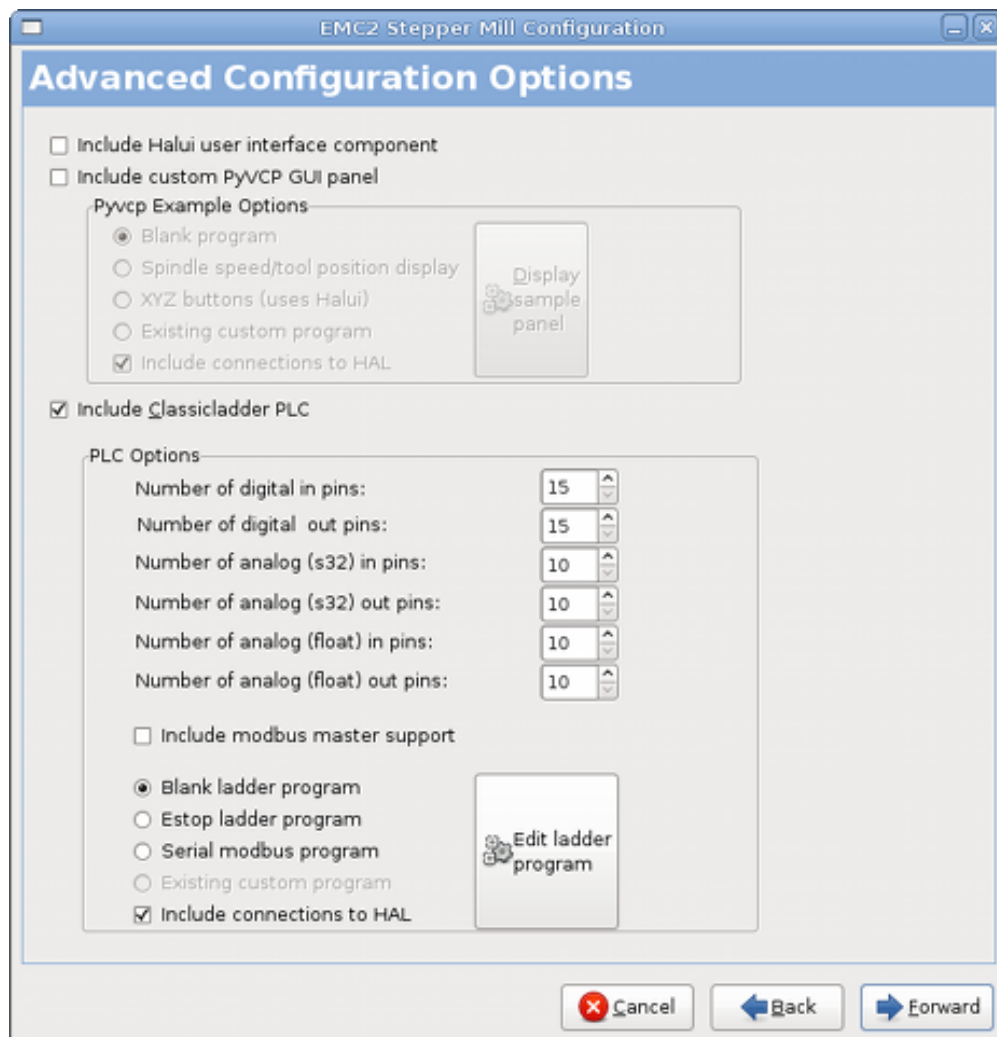 EMC2 Stepper Mill Configuration
Advanced Configuration Options
Include Halui user interface component
Include custom PyVCP GUI panel
Pyvcp Example Options
Blank program
Spindle speed/tool position display
XYZ buttons (uses Halui)
Existing custom program
Include connections to HAL
Display
sample
panel
Include Classicladder PLC
PLC Options
Number of digital in pins: 15
Number of digital  out pins: 15
Number of analog (s32) in pins: 10
Number of analog (s32) out pins: 10
Number of analog (float) in pins: 10
Number of analog (float) out pins: 10
Include modbus master support
Blank ladder program
Estop ladder program
Serial modbus program
Existing custom program
Include connections to HAL
Edit ladder
program
Cancel Back Forward